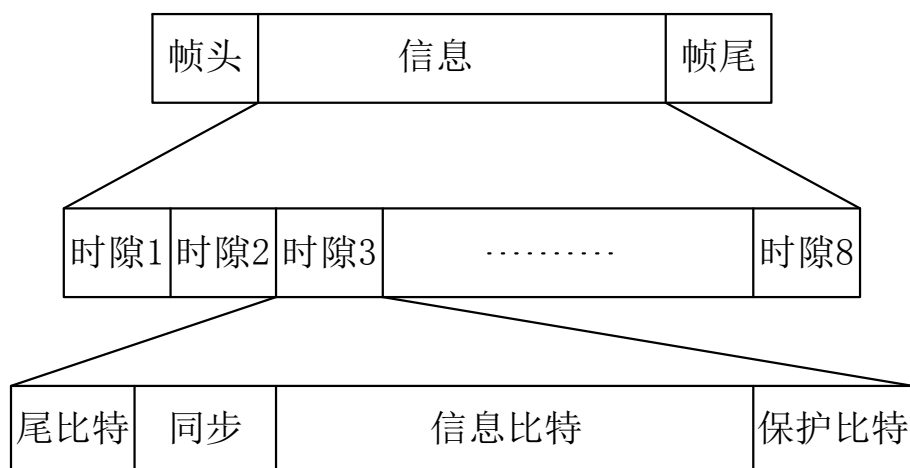 帧头 信息 帧尾
时隙1 时隙2 时隙3 ·········· 时隙8
尾比特 同步 信息比特 保护比特